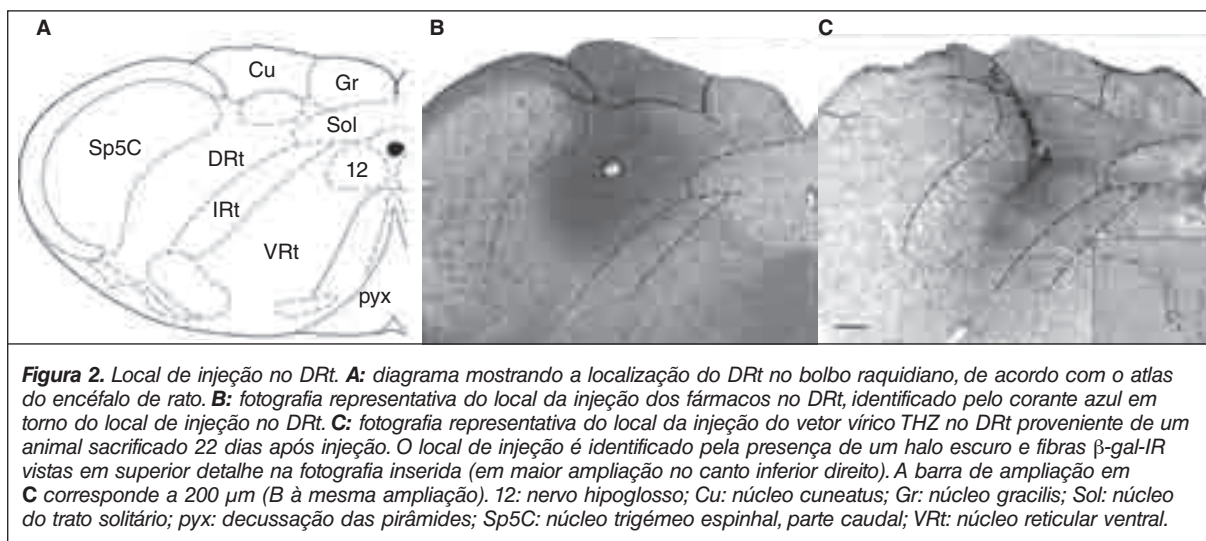 A
B
C
Cu
Gr
Sol
Sp5C
DRt
12
IRt
VRt
pyx
Figura 2. Local de injeção no DRt. A: diagrama mostrando a localização do DRt no bolbo raquidiano, de acordo com o atlas
do encéfalo de rato. B: fotografia representativa do local da injeção dos fármacos no DRt, identificado pelo corante azul em
torno do local de injeção no DRt. C: fotografia representativa do local da injeção do vetor vírico THZ no DRt proveniente de um
animal sacrificado 22 dias após injeção. O local de injeção é identificado pela presença de um halo escuro e fibras β-gal-IR
vistas em superior detalhe na fotografia inserida (em maior ampliação no canto inferior direito). A barra de ampliação em
C corresponde a 200 μm (B à mesma ampliação). 12: nervo hipoglosso; Cu: núcleo cuneatus; Gr: núcleo gracilis; Sol: núcleo
do trato solitário; pyx: decussação das pirâmides; Sp5C: núcleo trigémeo espinhal, parte caudal; VRt: núcleo reticular ventral.